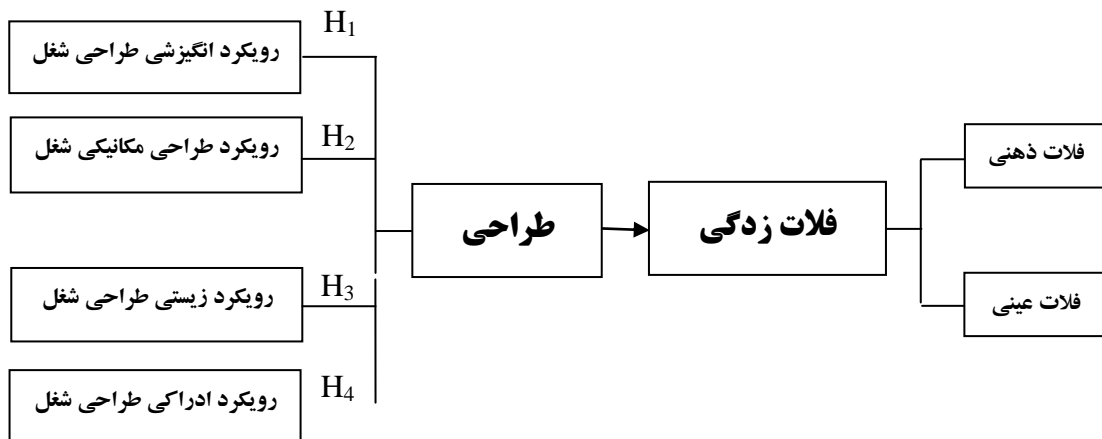 رویکرد انگیزشی طراحی شغل
H1
رویکرد طراحی مکانیکی شغل
H2
رویکرد زیستی طراحی شغل
H3
رویکرد ادراکی طراحی شغل
H4
طراحی
فلات زدگی
فلات ذهنی
فلات عینی